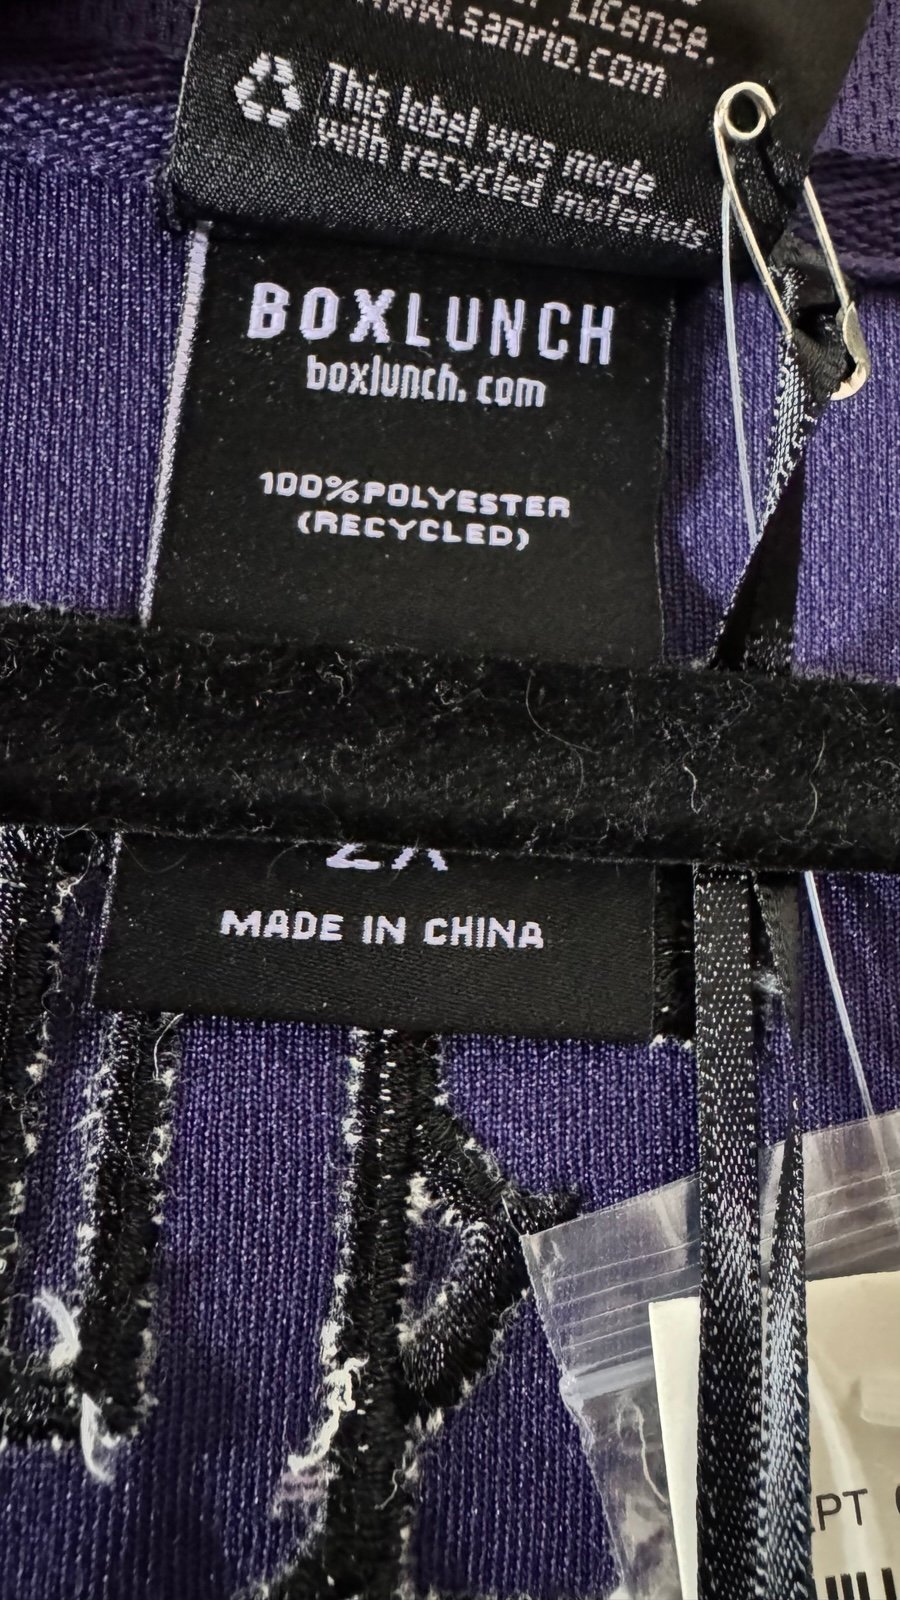 License.
www.sanrio.com
This label was made
with recycled materials
BOXLUNCH
boxlunch.com
100%POLYESTER
(RECYCLED)
2X
MADE IN CHINA